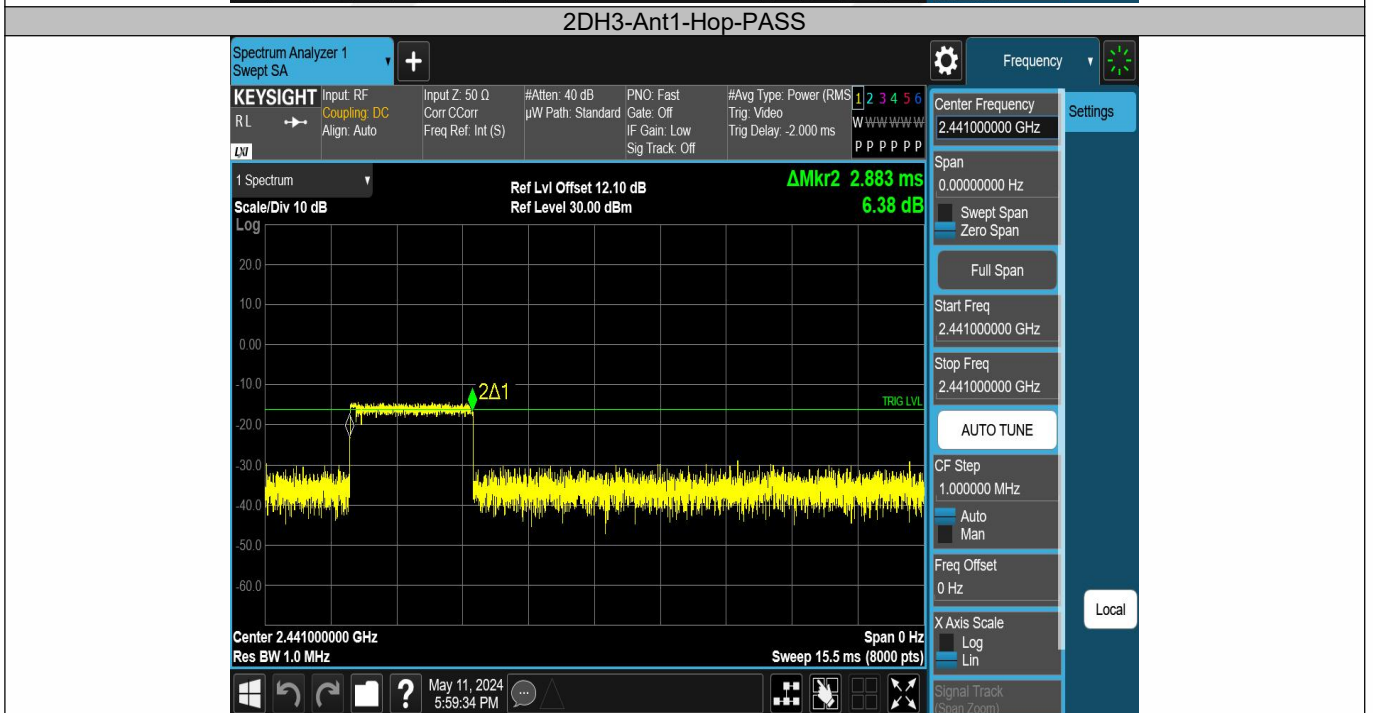 2DH3-Ant1-Hop-PASS
Spectrum Analyzer 1
Swept SA
+
Frequency
KEYSIGHT
RL
LXI
Input: RF
Coupling: DC
Align: Auto
Input Z: 50 Ω
Corr CCorr
Freq Ref: Int (S)
#Atten: 40 dB
µW Path: Standard
PNO: Fast
Gate: Off
IF Gain: Low
Sig Track: Off
#Avg Type: Power (RMS
Trig: Video
Trig Delay: -2.000 ms
1 2 3 4 5 6
W W W W W W
P P P P P P
1 Spectrum
Scale/Div 10 dB
Log
Ref Lvl Offset 12.10 dB
Ref Level 30.00 dBm
ΔMkr2 2.883 ms
6.38 dB
20.0
10.0
0.00
-10.0
-20.0
-30.0
-40.0
-50.0
-60.0
2Δ1
TRIG LVL
Center 2.441000000 GHz
Res BW 1.0 MHz
Span 0 Hz
Sweep 15.5 ms (8000 pts)
Center Frequency
2.441000000 GHz
Settings
Span
0.00000000 Hz
Swept Span
Zero Span
Full Span
Start Freq
2.441000000 GHz
Stop Freq
2.441000000 GHz
AUTO TUNE
CF Step
1.000000 MHz
Auto
Man
Freq Offset
0 Hz
X Axis Scale
Log
Lin
Local
Signal Track
(Span Zoom)
?
May 11, 2024
5:59:34 PM